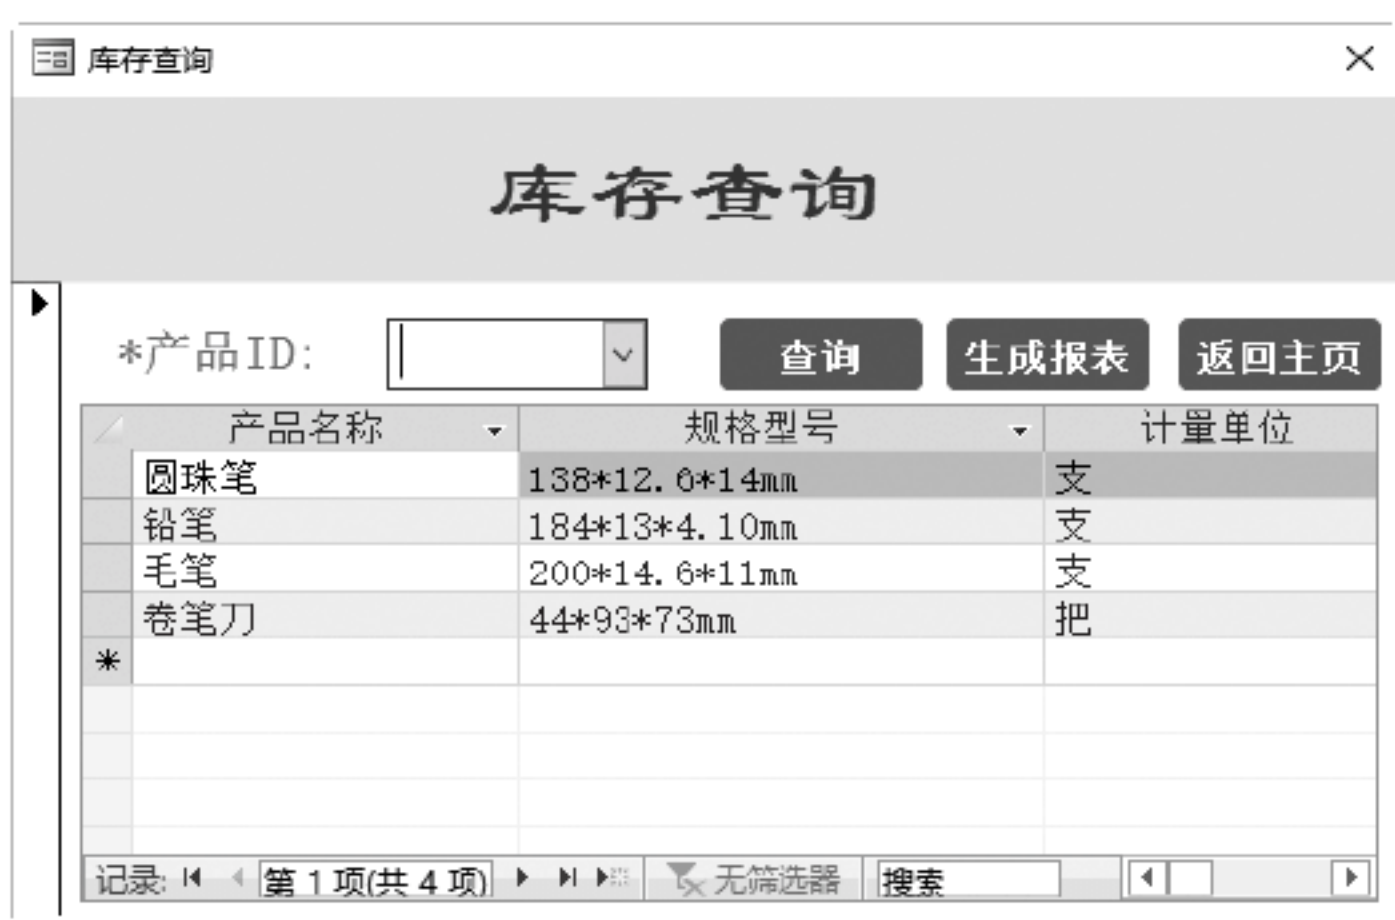 库存查询
库存查询
*产品ID: 查询 生成报表 返回主页
产品名称 规格型号 计量单位
圆珠笔 138*12.6*14mm 支
铅笔 184*13*4.10mm 支
毛笔 200*14.6*11mm 支
卷笔刀 44*93*73mm 把
记录: 第 1 项(共 4 项) 无筛选器 搜索